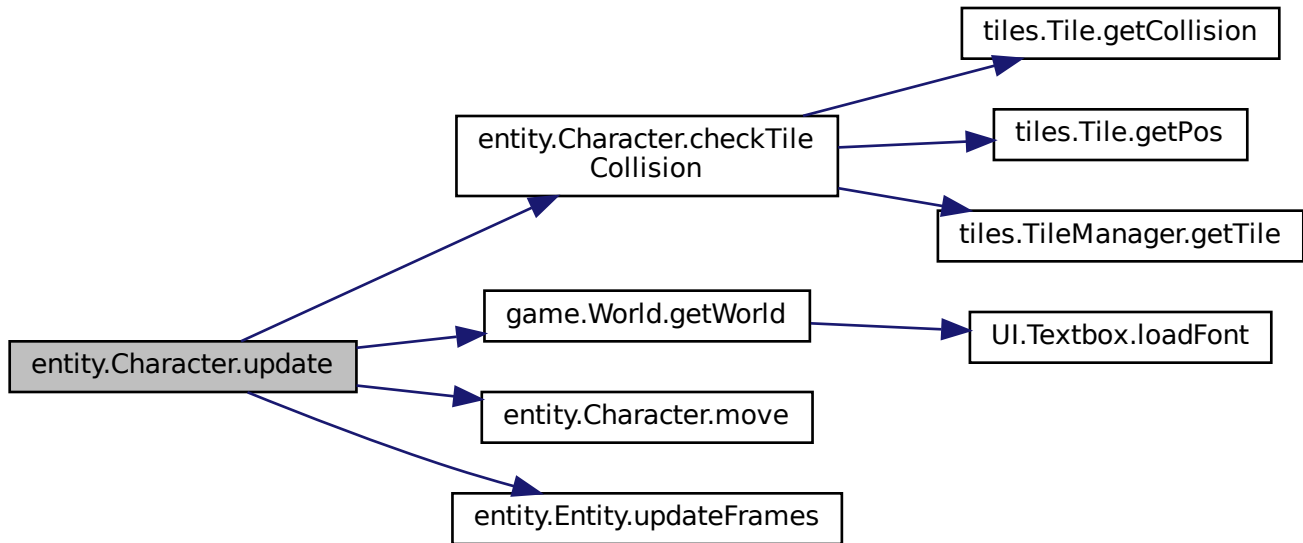 tiles.Tile.getCollision
entity.Character.checkTile
Collision
tiles.Tile.getPos
tiles.TileManager.getTile
game.World.getWorld
UI.Textbox.loadFont
entity.Character.update
entity.Character.move
entity.Entity.updateFrames